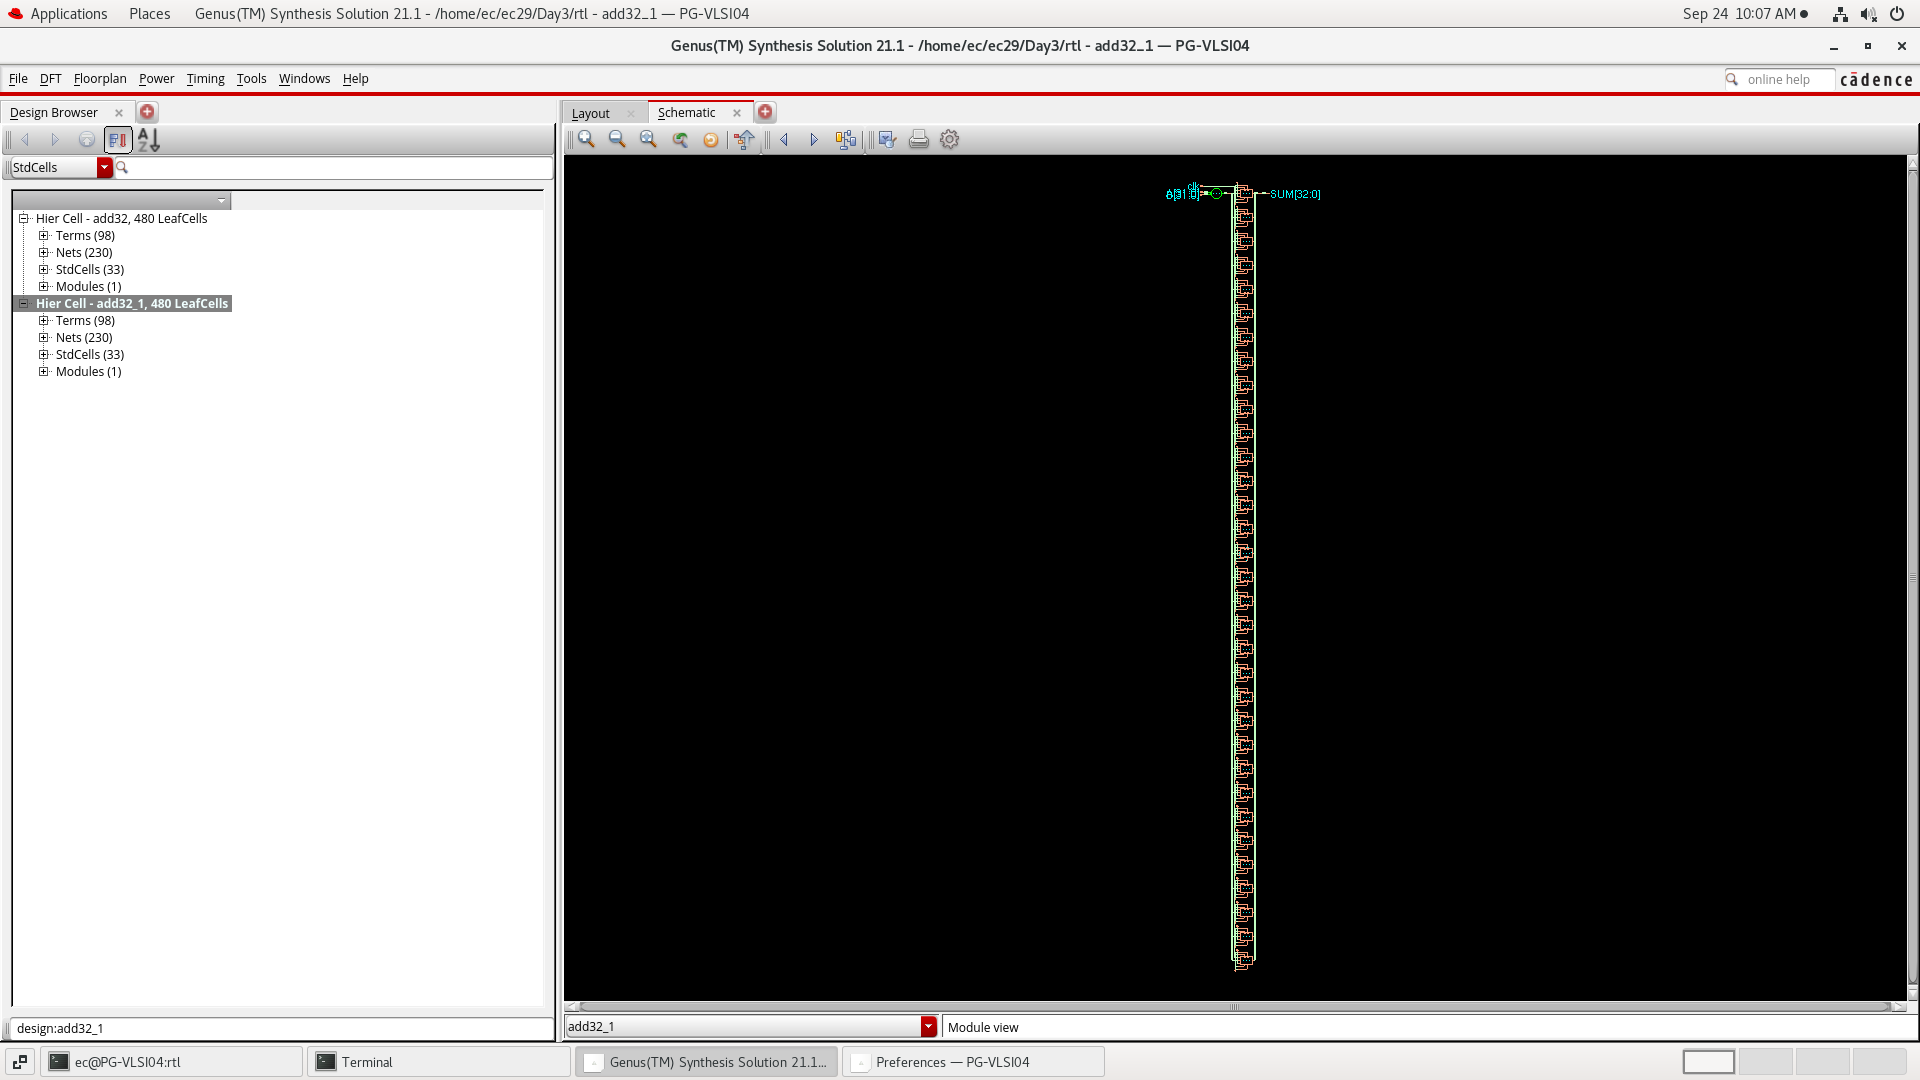 Applications Places Genus(TM) Synthesis Solution 21.1 - /home/ec/ec29/Day3/rtl - add32_1 — PG-VLSI04 Sep 24 10:07 AM
Genus(TM) Synthesis Solution 21.1 - /home/ec/ec29/Day3/rtl - add32_1 — PG-VLSI04
File DFT Floorplan Power Timing Tools Windows Help online help cādence
Design Browser
Layout Schematic
StdCells
Hier Cell - add32, 480 LeafCells
Terms (98)
Nets (230)
StdCells (33)
Modules (1)
Hier Cell - add32_1, 480 LeafCells
Terms (98)
Nets (230)
StdCells (33)
Modules (1)
clk
SUM[32:0]
design:add32_1
add32_1 Module view
ec@PG-VLSI04:rtl Terminal Genus(TM) Synthesis Solution 21.1... Preferences — PG-VLSI04